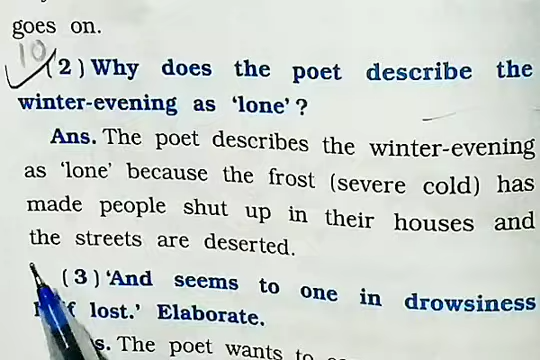 goes on.
10
(2) Why does the poet describe the
winter-evening as 'lone'?
Ans. The poet describes the winter-evening
as 'lone' because the frost (severe cold) has
made people shut up in their houses and
the streets are deserted.
(3) 'And seems to one in drowsiness
lost.' Elaborate.
The poet wants to